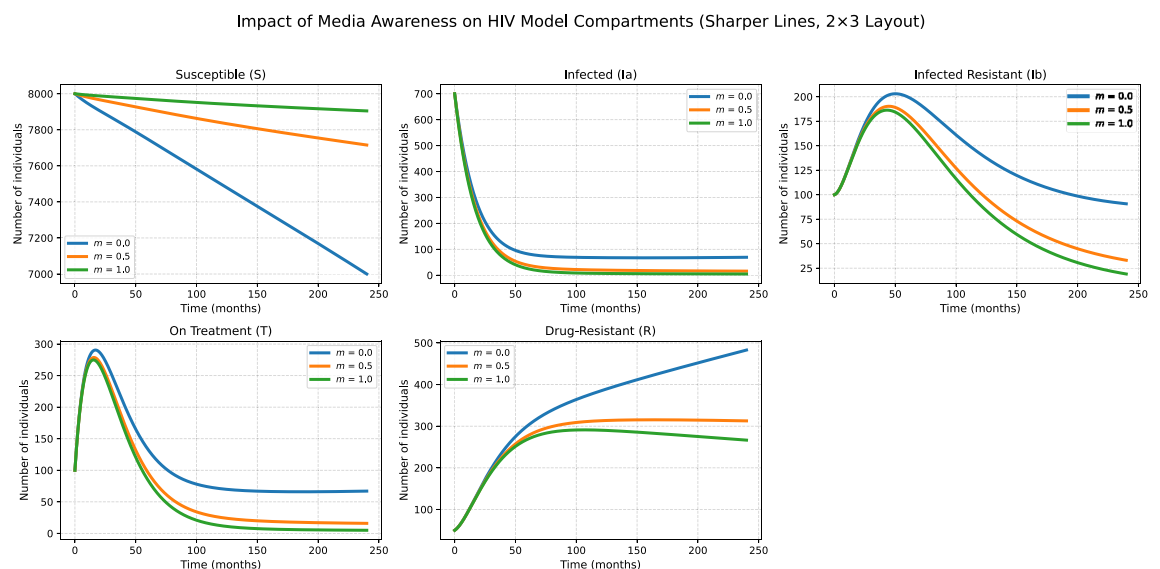 Impact of Media Awareness on HIV Model Compartments (Sharper Lines, 2×3 Layout)
Susceptible (S)
Number of individuals
8000
7800
7600
7400
7200
7000
m = 0.0
m = 0.5
m = 1.0
0 50 100 150 200 250
Time (months)
Infected (Ia)
Number of individuals
700
600
500
400
300
200
100
0
m = 0.0
m = 0.5
m = 1.0
0 50 100 150 200 250
Time (months)
Infected Resistant (Ib)
Number of individuals
200
175
150
125
100
75
50
25
m = 0.0
m = 0.5
m = 1.0
0 50 100 150 200 250
Time (months)
On Treatment (T)
Number of individuals
300
250
200
150
100
50
0
m = 0.0
m = 0.5
m = 1.0
0 50 100 150 200 250
Time (months)
Drug-Resistant (R)
Number of individuals
500
400
300
200
100
m = 0.0
m = 0.5
m = 1.0
0 50 100 150 200 250
Time (months)